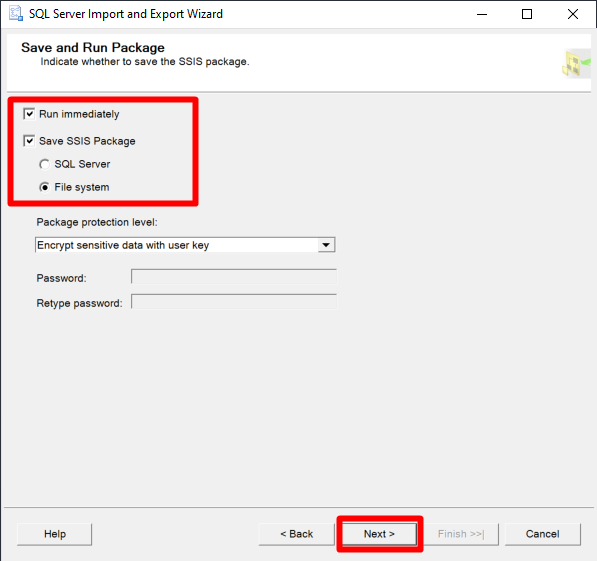 SQL Server Import and Export Wizard
Save and Run Package
Indicate whether to save the SSIS package.
Run immediately
Save SSIS Package
SQL Server
File system
Package protection level:
Encrypt sensitive data with user key
Password:
Retype password:
Help
< Back
Next >
Finish >>|
Cancel